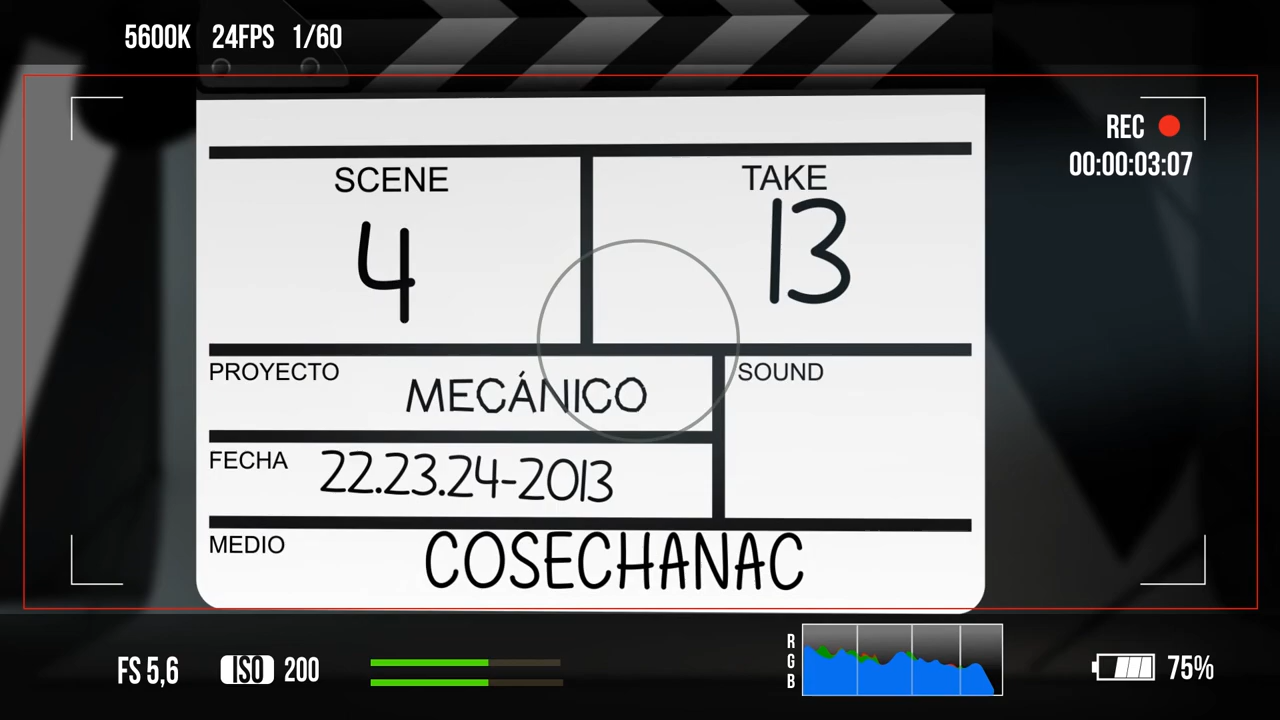 5600K 24FPS 1/60
REC
00:00:03:07
SCENE
4
TAKE
13
PROYECTO
MECÁNICO
SOUND
FECHA
22.23.24-2013
MEDIO
COSECHANAC
FS 5,6
ISO 200
R
G
B
75%